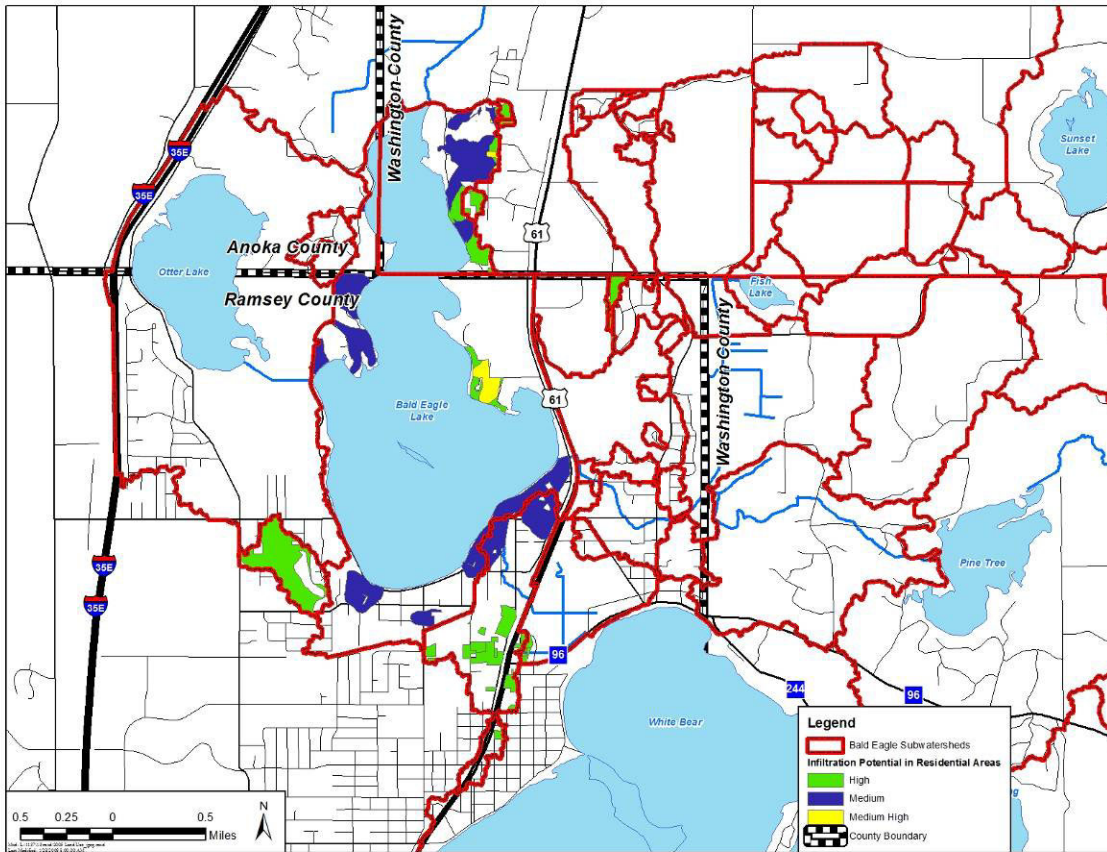 Washington County
35E
35E
Sunset
Lake
61
Anoka County
Otter Lake
Ramsey County
Fish
Lake
Washington County
Bald Eagle
Lake
61
35E
35E
Pine Tree
96
244
96
White Bear
Legend
Bald Eagle Subwatersheds
Infiltration Potential in Residential Areas
High
Medium
Medium High
County Boundary
0.5 0.25 0 0.5
Miles
N